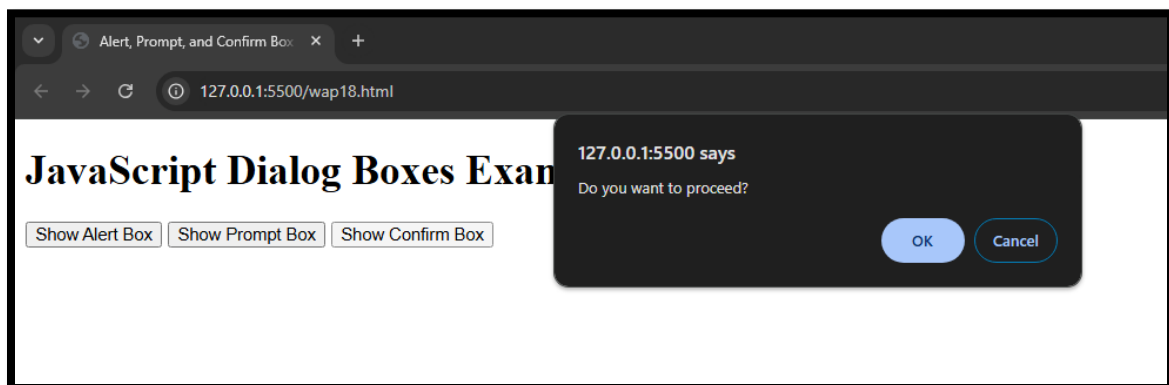 Alert, Prompt, and Confirm Box
127.0.0.1:5500/wap18.html
JavaScript Dialog Boxes Exam
127.0.0.1:5500 says
Do you want to proceed?
OK Cancel
Show Alert Box Show Prompt Box Show Confirm Box